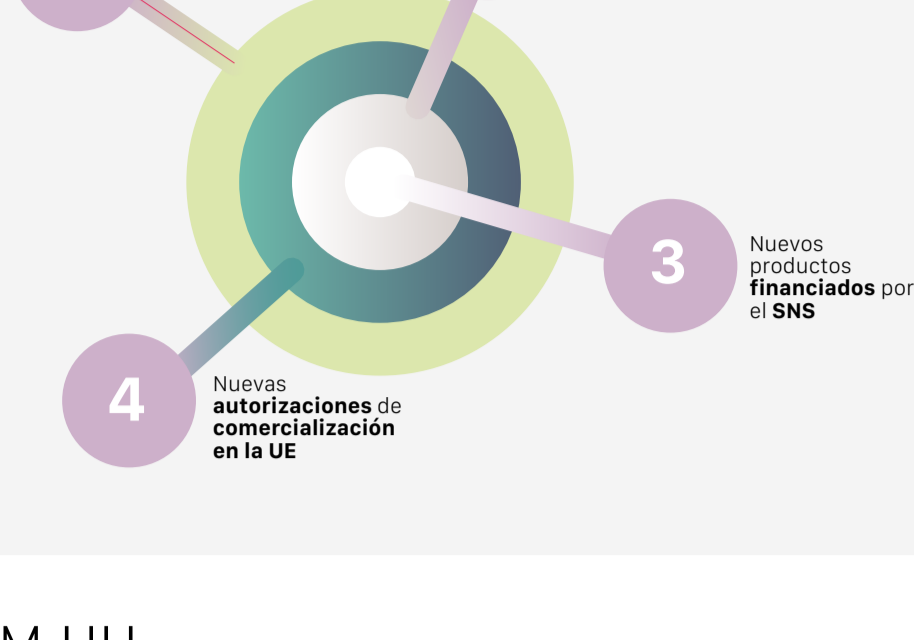 3
Nuevos
productos
financiados por
el SNS
4
Nuevas
autorizaciones de
comercialización
en la UE